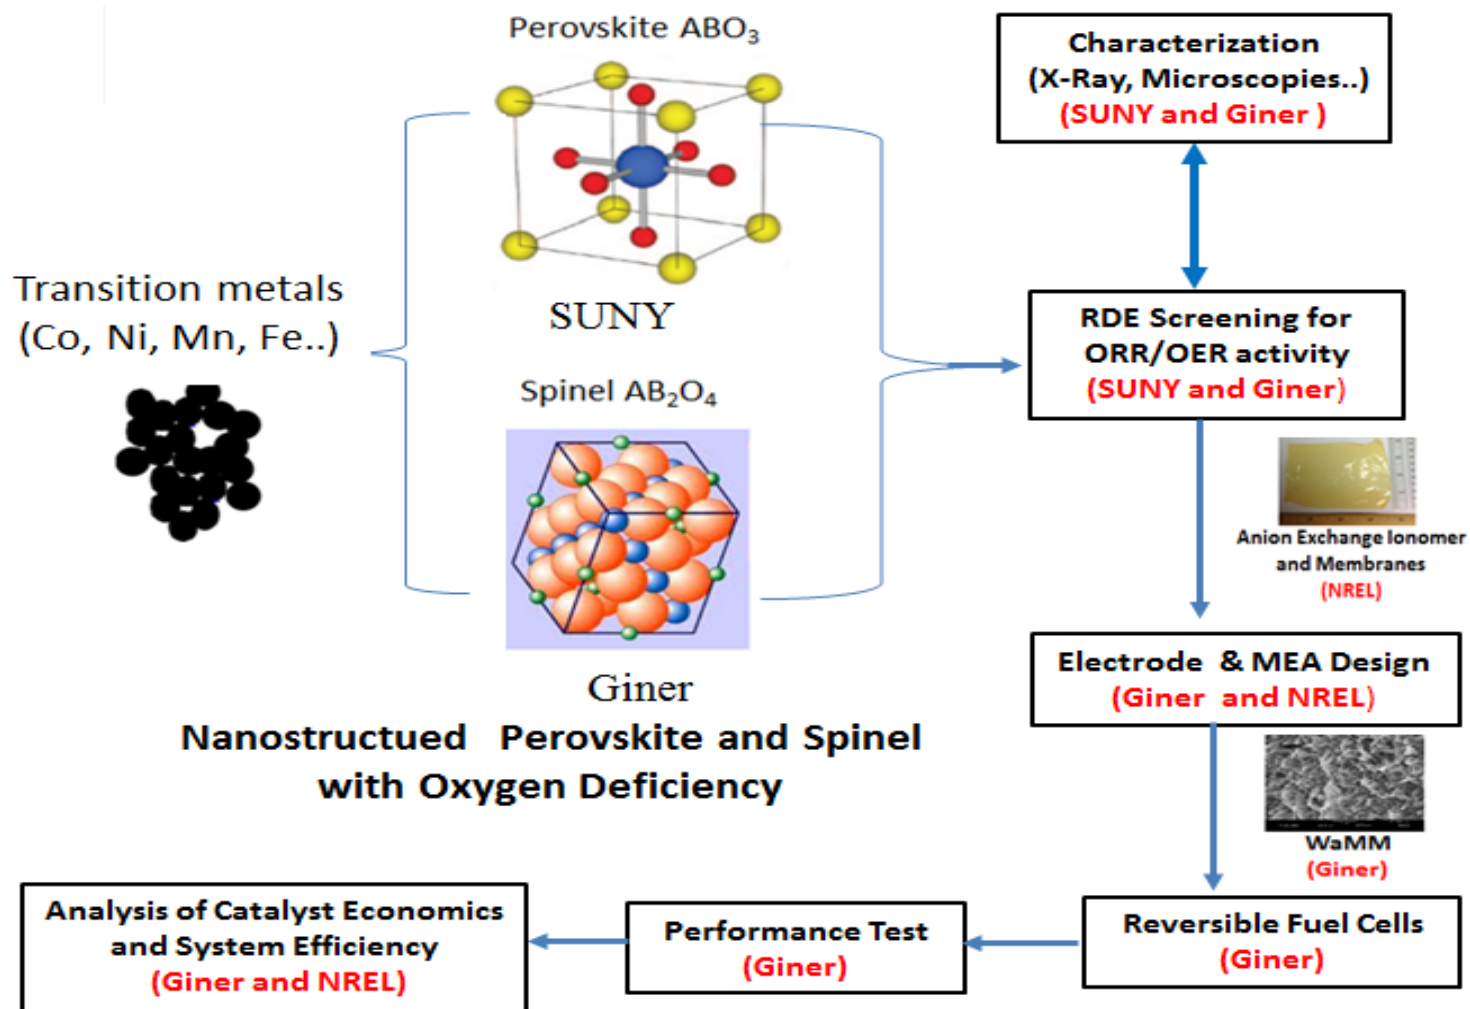 Perovskite ABO₃
SUNY
Transition metals
(Co, Ni, Mn, Fe..)
Spinel AB₂O₄
Giner
Nanostructued Perovskite and Spinel
with Oxygen Deficiency
Characterization
(X-Ray, Microscopies..)
(SUNY and Giner )
RDE Screening for
ORR/OER activity
(SUNY and Giner)
Anion Exchange Ionomer
and Membranes
(NREL)
Electrode & MEA Design
(Giner and NREL)
WaMM
(Giner)
Reversible Fuel Cells
(Giner)
Performance Test
(Giner)
Analysis of Catalyst Economics
and System Efficiency
(Giner and NREL)